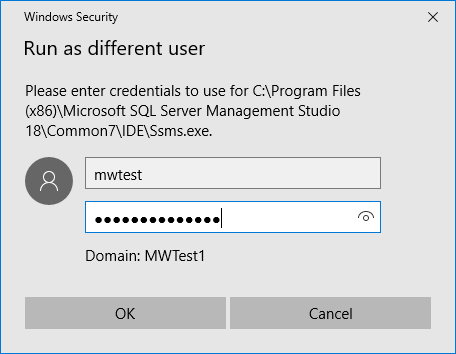 Windows Security
Run as different user
Please enter credentials to use for C:\Program Files
(x86)\Microsoft SQL Server Management Studio
18\Common7\IDE\Ssms.exe.
mwtest
●●●●●●●●●●●●●●
Domain: MWTest1
OK
Cancel